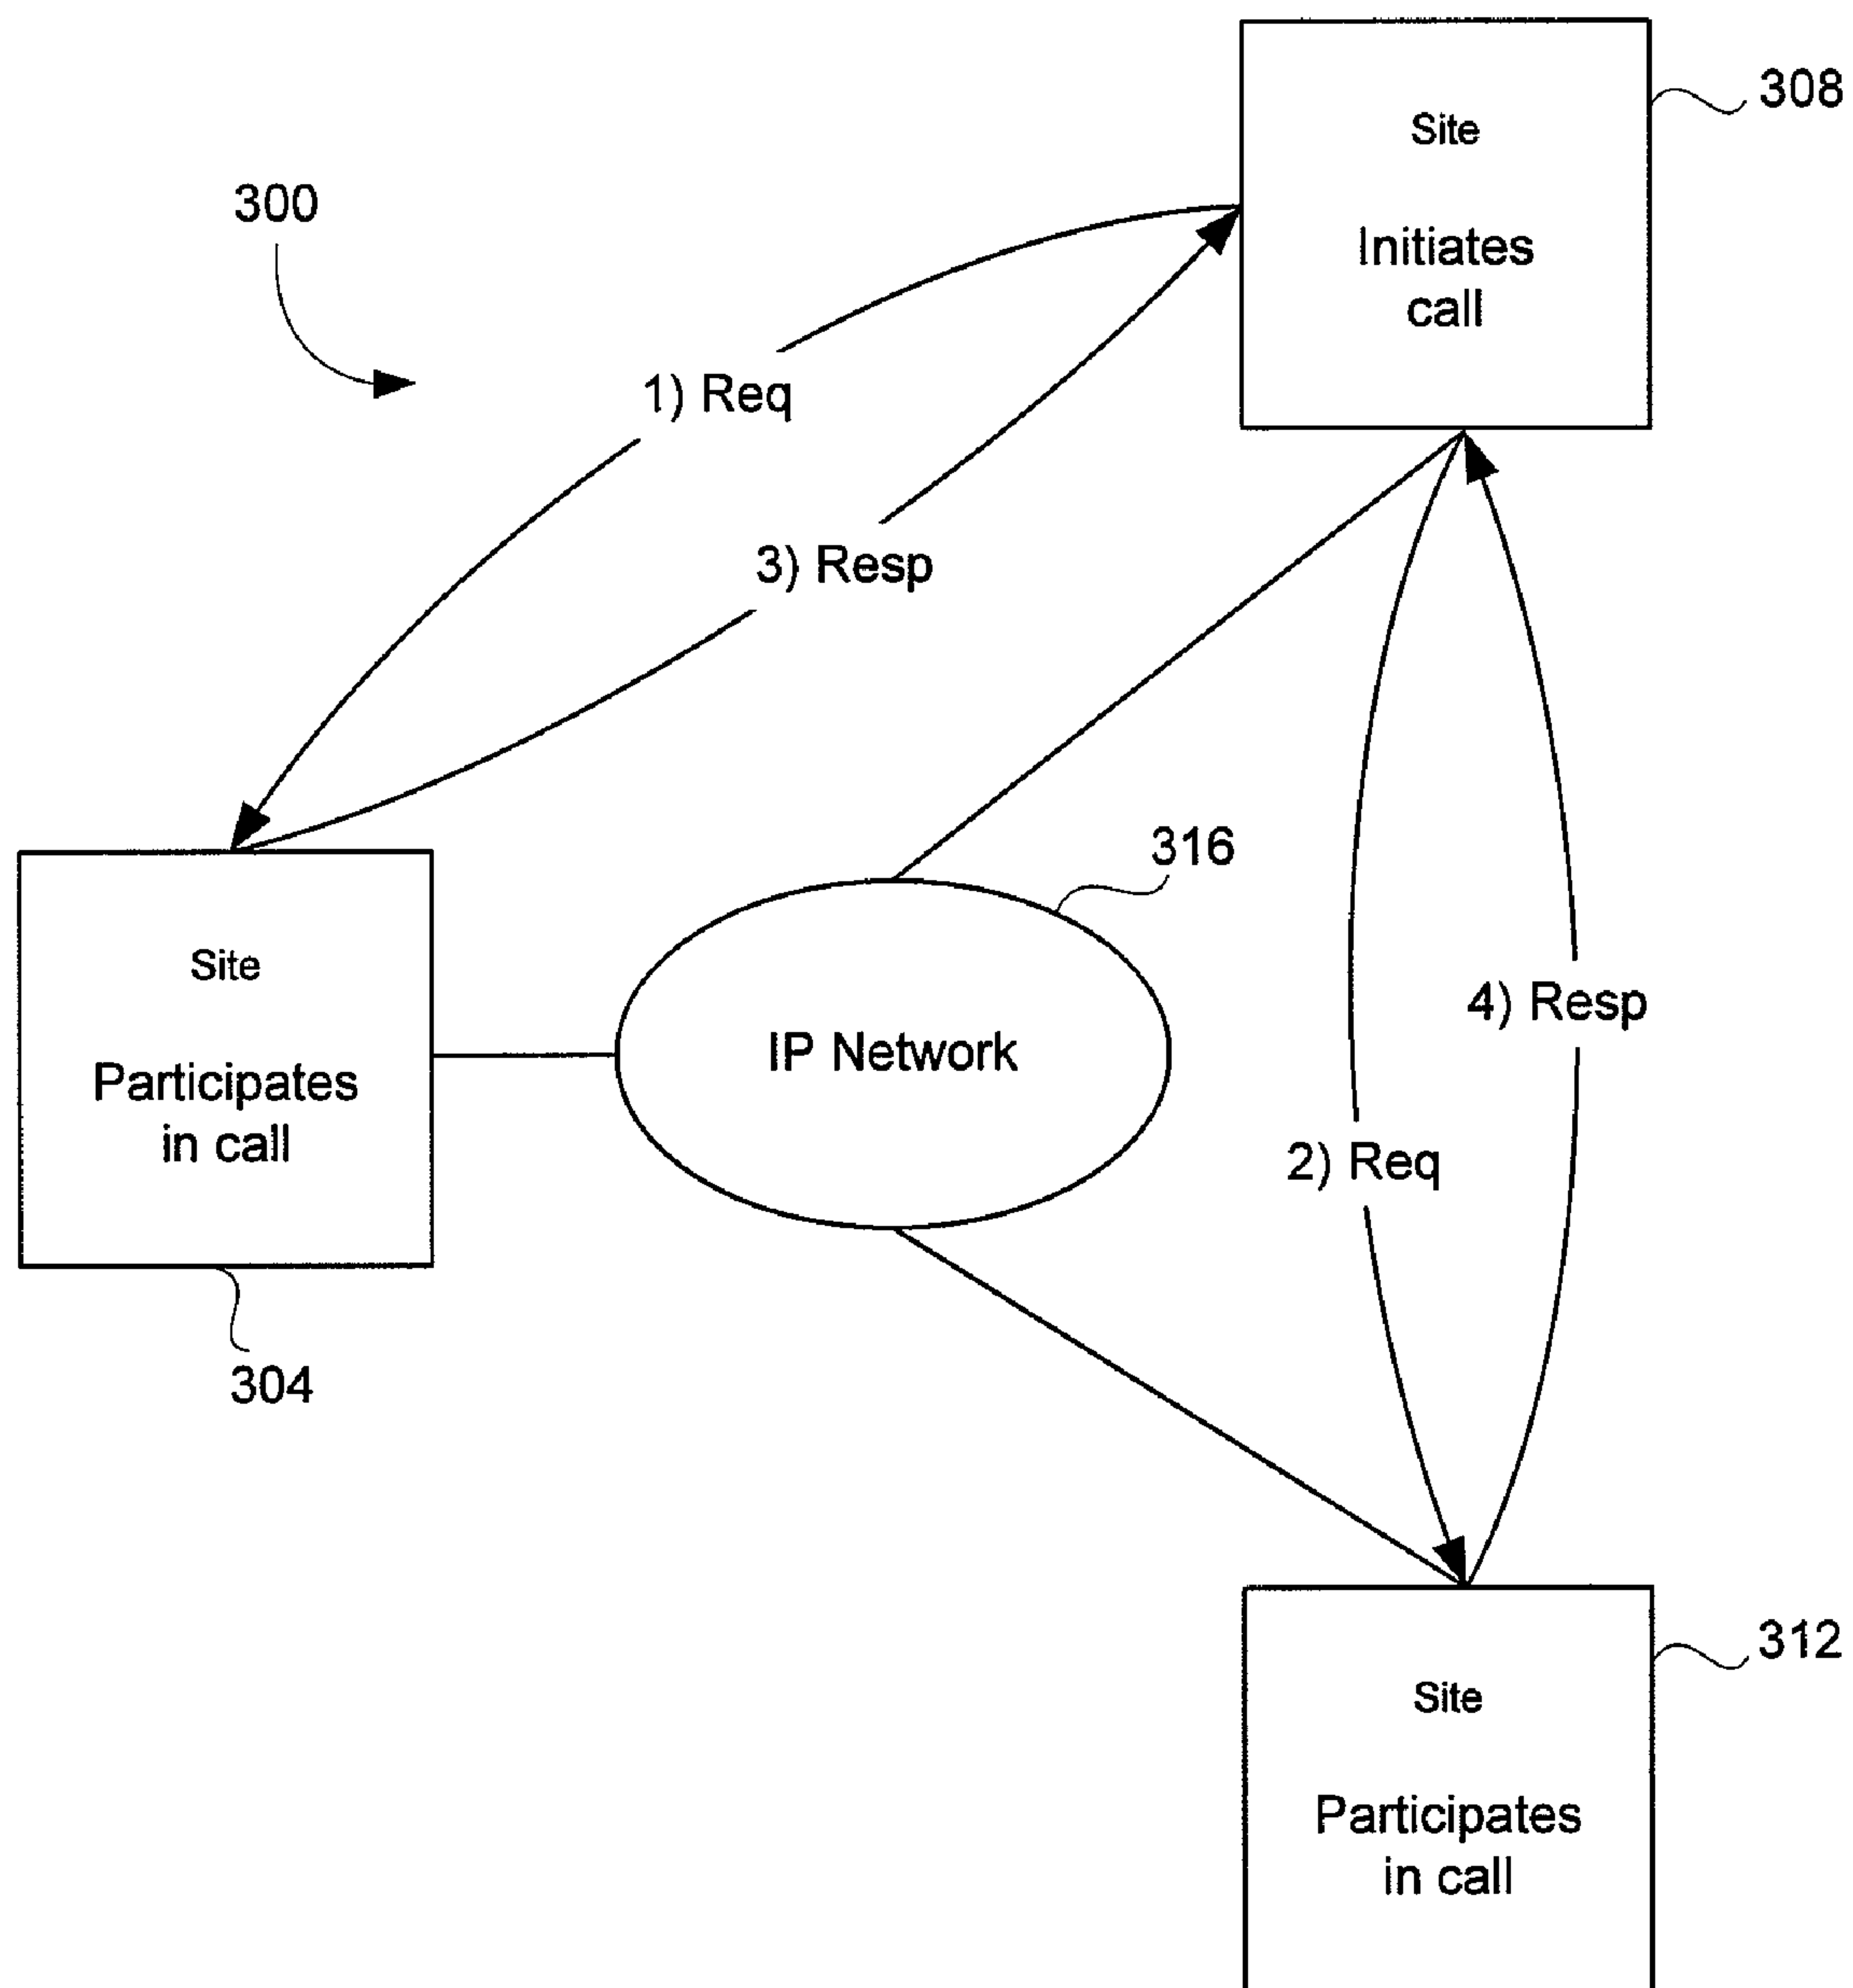 308
Site
Initiates
call
300
1) Req
3) Resp
316
Site
Participates
in call
IP Network
4) Resp
2) Req
304
312
Site
Participates
in call